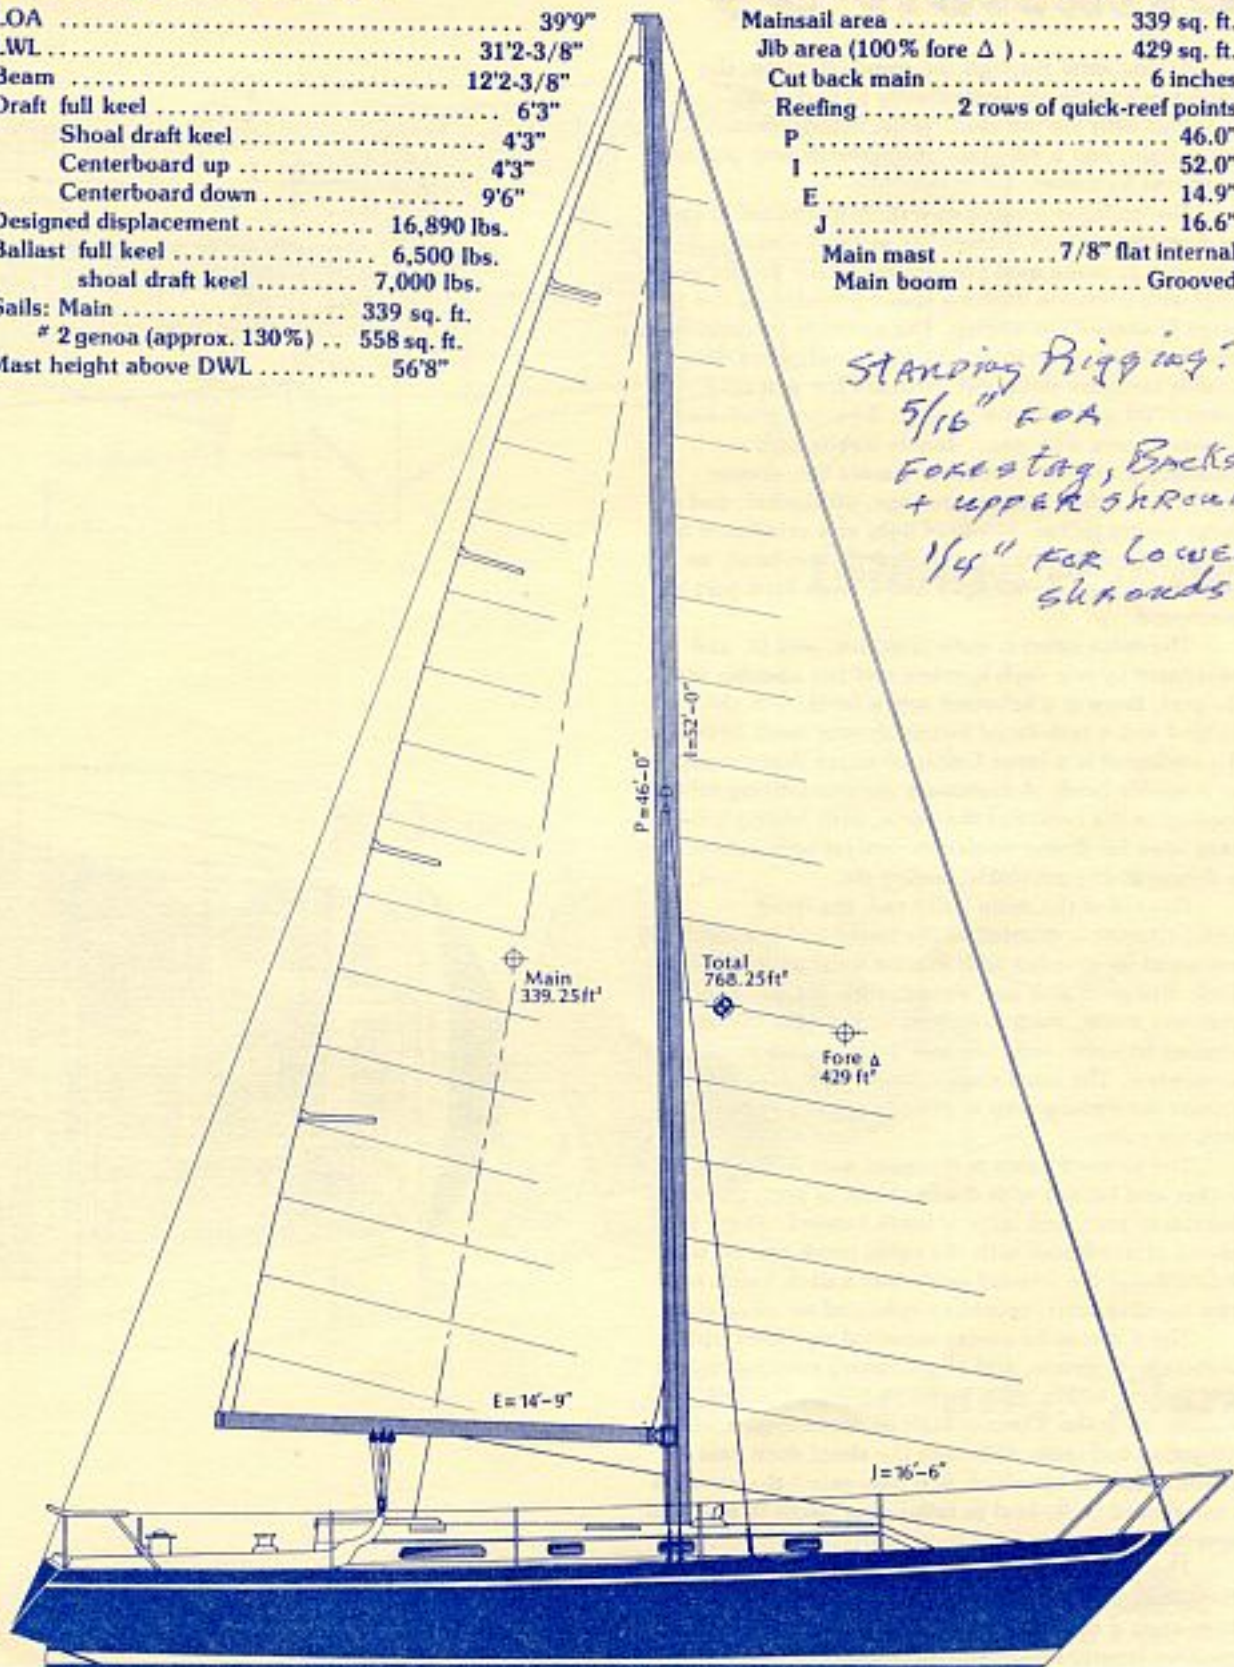 LOA .......... 39'9"
LWL .......... 31'2-3/8"
Beam .......... 12'2-3/8"
Draft full keel .......... 6'3"
Shoal draft keel .......... 4'3"
Centerboard up .......... 4'3"
Centerboard down .......... 9'6"
Designed displacement .......... 16,890 lbs.
Ballast full keel .......... 6,500 lbs.
shoal draft keel .......... 7,000 lbs.
Sails: Main .......... 339 sq. ft.
# 2 genoa (approx. 130%) .. 558 sq. ft.
Mast height above DWL .......... 56'8"
Mainsail area .......... 339 sq. ft.
Jib area (100% fore Δ ) .......... 429 sq. ft.
Cut back main .......... 6 inches
Reefing ........ 2 rows of quick-reef points
P .......... 46.0"
I .......... 52.0"
E .......... 14.9"
J .......... 16.6"
Main mast .......... 7/8" flat internal
Main boom .......... Grooved
Standing Rigging?
5/16" FOR
Forestay, Backs
+ upper shrou
1/4" FOR Lowe
shrouds
P=46'-0"
I=52'-0"
Main
339.25ft²
Total
768.25ft²
Fore Δ
429 ft²
E=14'-9"
J=16'-6"